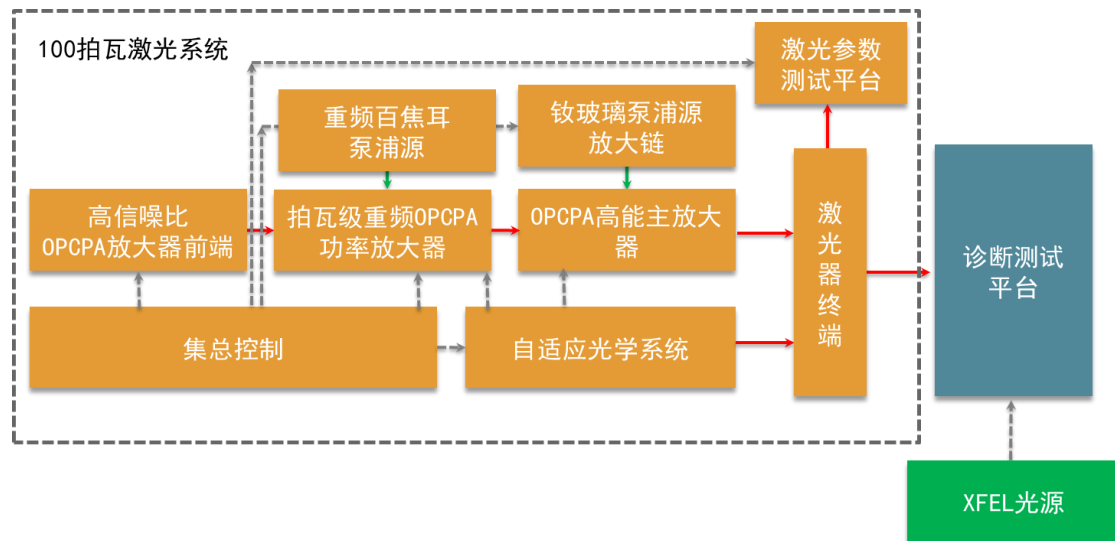 100拍瓦激光系统
激光参数
测试平台
重频百焦耳
泵浦源
钕玻璃泵浦源
放大链
高信噪比
OPCPA放大器前端
拍瓦级重频OPCPA
功率放大器
OPCPA高能主放大
器
激
光
器
终
端
诊断测试
平台
集总控制
自适应光学系统
XFEL光源